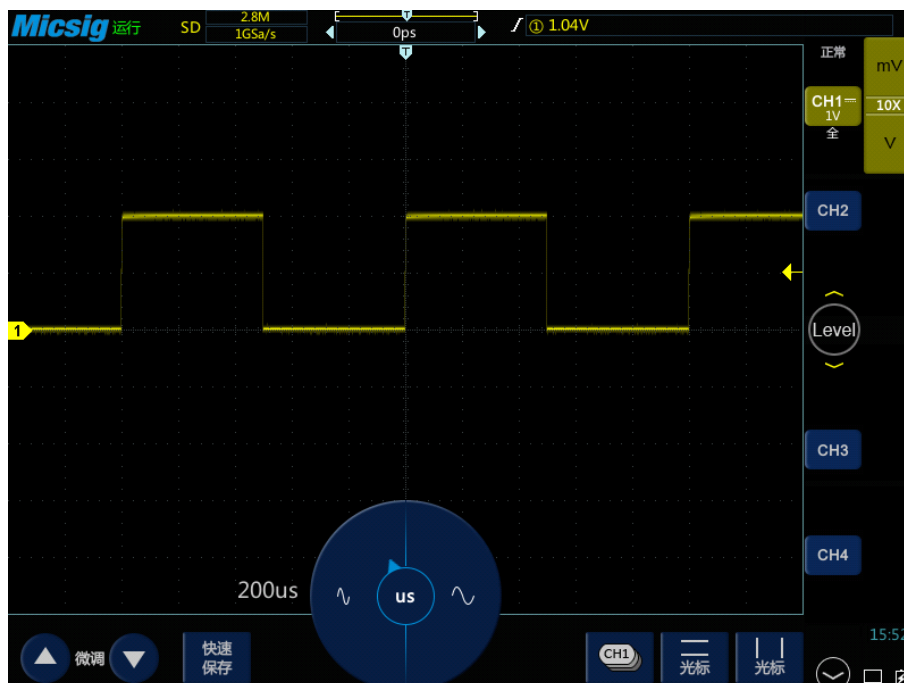 Micsig 运行 SD 2.8M
1GSa/s
0ps
T
T
① 1.04V
正常
CH1
1V
全
mV
10X
V
CH2
1
Level
CH3
CH4
200us
us
微调
快速
保存
CH1
光标
光标
15:52